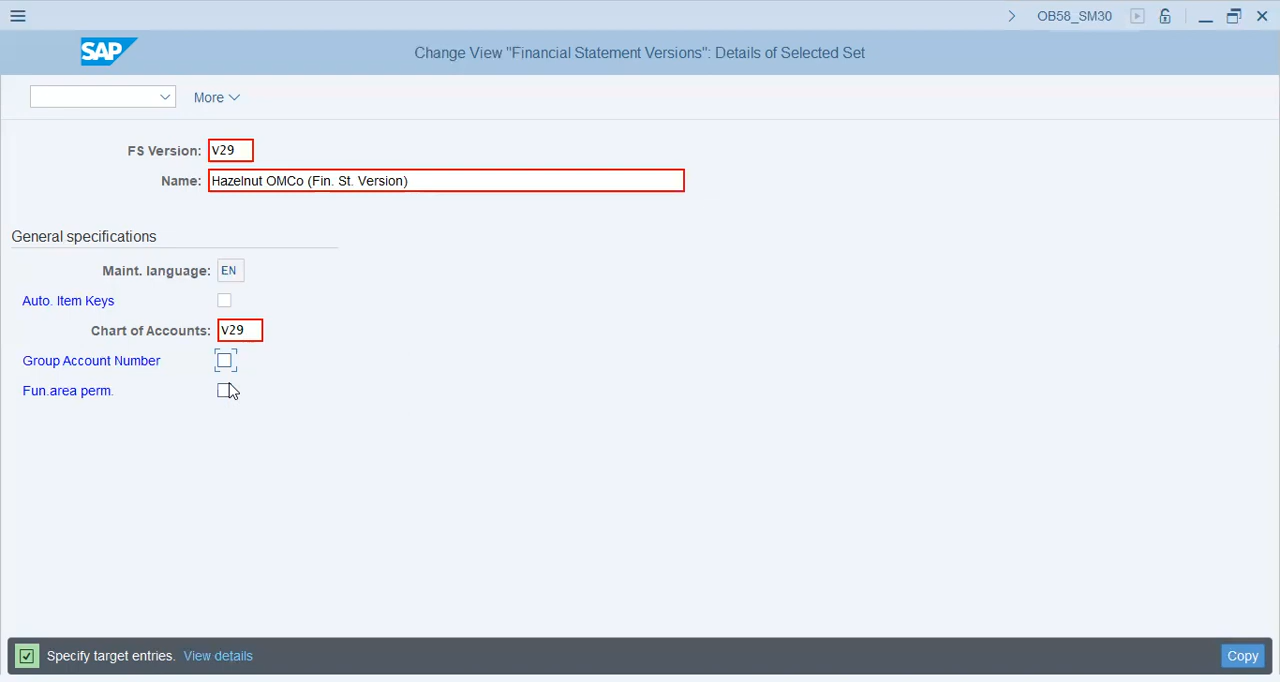 OB58_SM30
SAP
Change View "Financial Statement Versions": Details of Selected Set
More
FS Version: V29
Name: Hazelnut OMCo (Fin. St. Version)
General specifications
Maint. language: EN
Auto. Item Keys
Chart of Accounts: V29
Group Account Number
Fun.area perm.
Specify target entries. View details
Copy